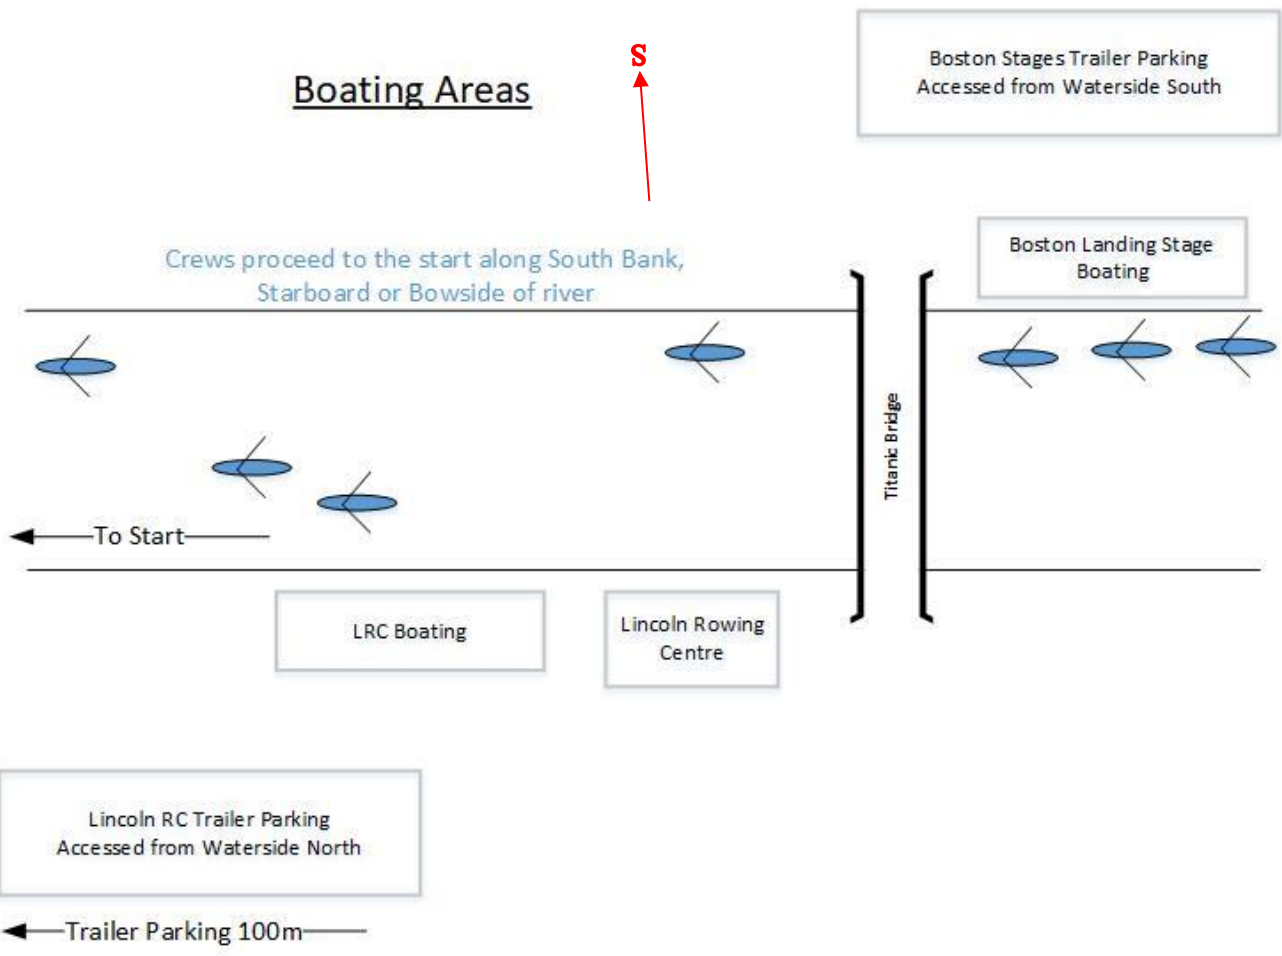 S
Boating Areas
Boston Stages Trailer Parking
Accessed from Waterside South
Boston Landing Stage
Boating
Crews proceed to the start along South Bank,
Starboard or Bowside of river
Titanic Bridge
To Start
LRC Boating
Lincoln Rowing
Centre
Lincoln RC Trailer Parking
Accessed from Waterside North
Trailer Parking 100m